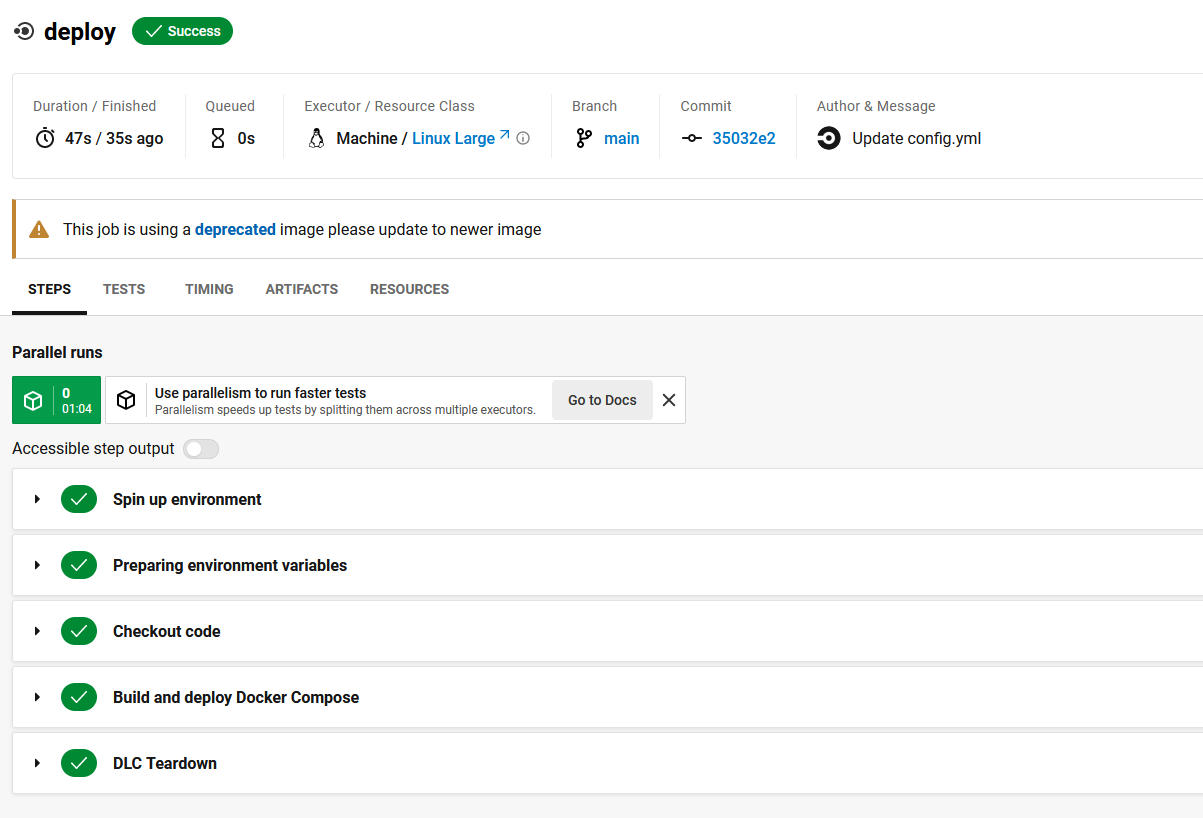 deploy
Success
Duration / Finished
Queued
Executor / Resource Class
Branch
Commit
Author & Message
47s / 35s ago
0s
Machine / Linux Large
main
35032e2
Update config.yml
This job is using a deprecated image please update to newer image
STEPS
TESTS
TIMING
ARTIFACTS
RESOURCES
Parallel runs
0
01:04
Use parallelism to run faster tests
Parallelism speeds up tests by splitting them across multiple executors.
Go to Docs
Accessible step output
Spin up environment
Preparing environment variables
Checkout code
Build and deploy Docker Compose
DLC Teardown